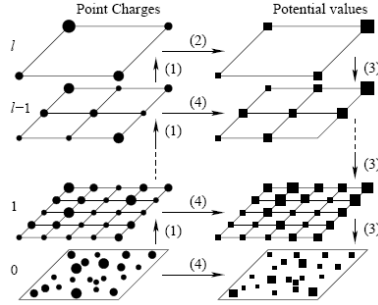 Point Charges Potential values
l (2)
(1) (3)
l−1 (4)
(1)
(3)
1 (4)
(1) (3)
0 (4)